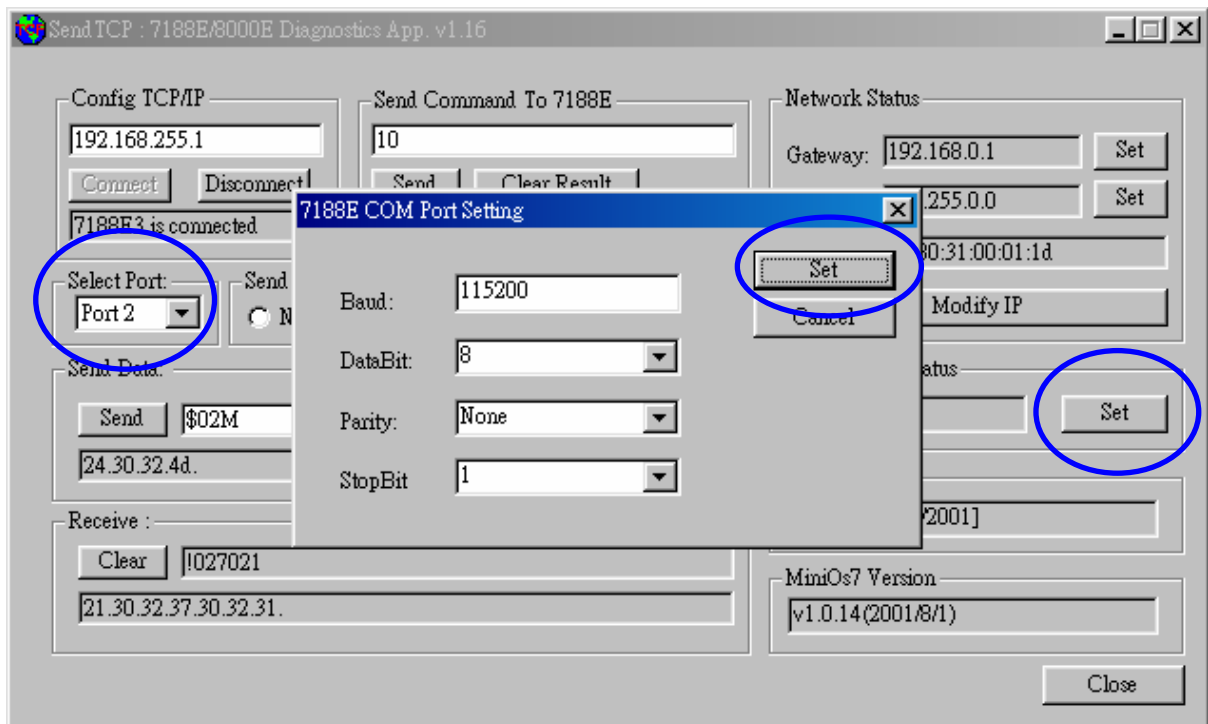 SendTCP : 7188E/8000E Diagnostics App. v1.16
Config TCP/IP
192.168.255.1
Connect Disconnect
7188E3 is connected
Send Command To 7188E
10
Send Clear Result
Network Status
Gateway: 192.168.0.1 Set
.255.0.0 Set
30:31:00:01:1d
Modify IP
Select Port:
Port 2
Send
N
7188E COM Port Setting
Baud: 115200
DataBit: 8
Parity: None
StopBit 1
Set
Cancel
atus
Set
Send Data:
Send $02M
24.30.32.4d.
2001]
Receive :
Clear !027021
21.30.32.37.30.32.31.
MiniOs7 Version
v1.0.14(2001/8/1)
Close